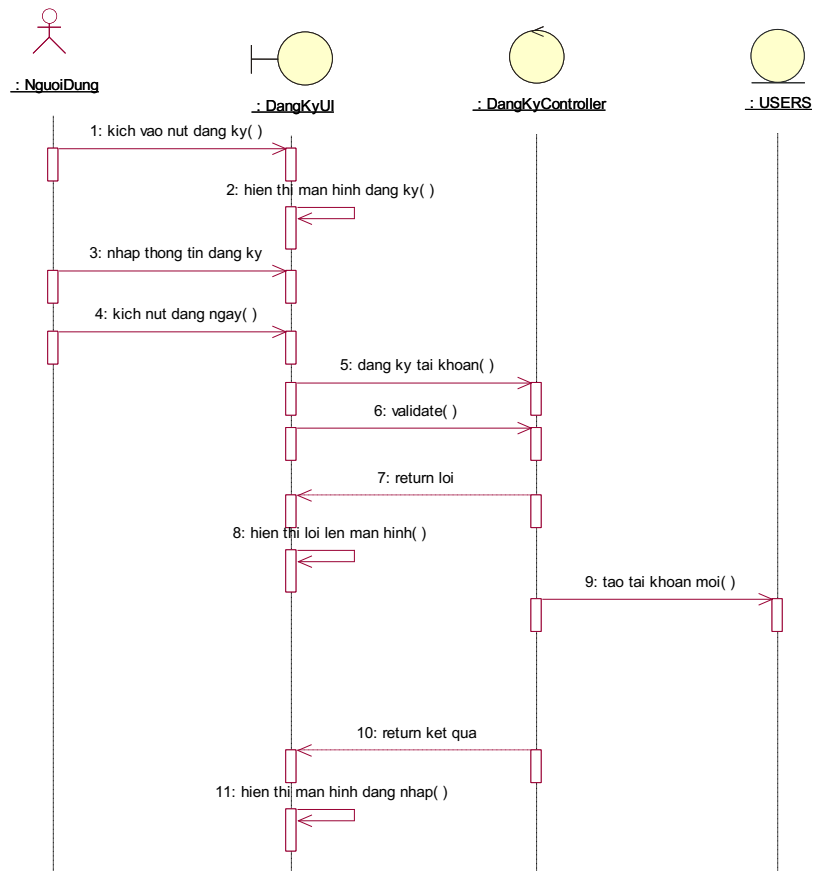 : NguoiDung
: DangKyUI
: DangKyController
: USERS
1: kich vao nut dang ky( )
2: hien thi man hinh dang ky( )
3: nhap thong tin dang ky
4: kich nut dang ngay( )
5: dang ky tai khoan( )
6: validate( )
7: return loi
8: hien thi loi len man hinh( )
9: tao tai khoan moi( )
10: return ket qua
11: hien thi man hinh dang nhap( )